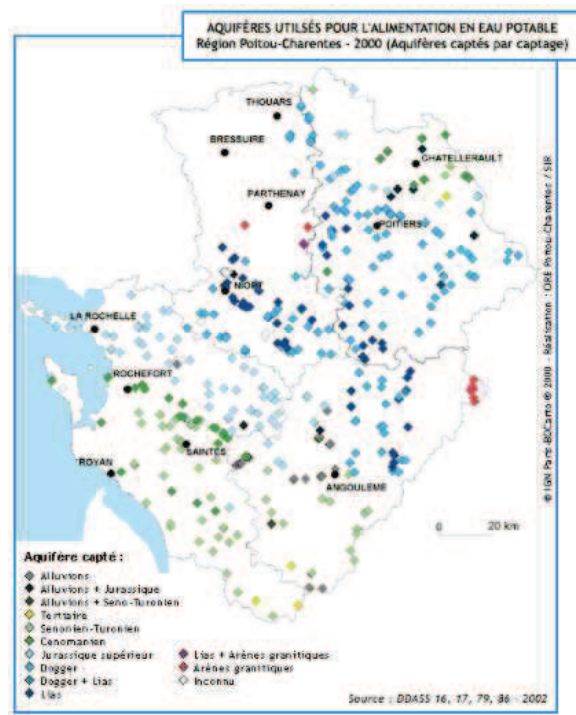 AQUIFÈRES UTILSÉS POUR L'ALIMENTATION EN EAU POTABLE
Région Poitou-Charentes - 2000 (Aquifères captés par captage)
THOUARS
BRESSUIRE
CHATELLERAULT
PARTHENAY
POITIERS
NIORT
LA ROCHELLE
ROCHEFORT
SAINTES
ROYAN
ANGOULEME
© IGN Paris-BDCarto © 2000 - Réalisation : ORE Poitou-Charentes / SIR
0 20 km
Aquifère capté :
Alluvions
Alluvions + Jurassique
Alluvions + Seno-Turonien
Tertiaire
Senonien-Turonien
Cenomanien
Jurassique supérieur
Dogger
Dogger + Lias
Lias
Lias + Arènes granitiques
Arènes granitiques
Inconnu
Source : DDASS 16, 17, 79, 86 - 2002